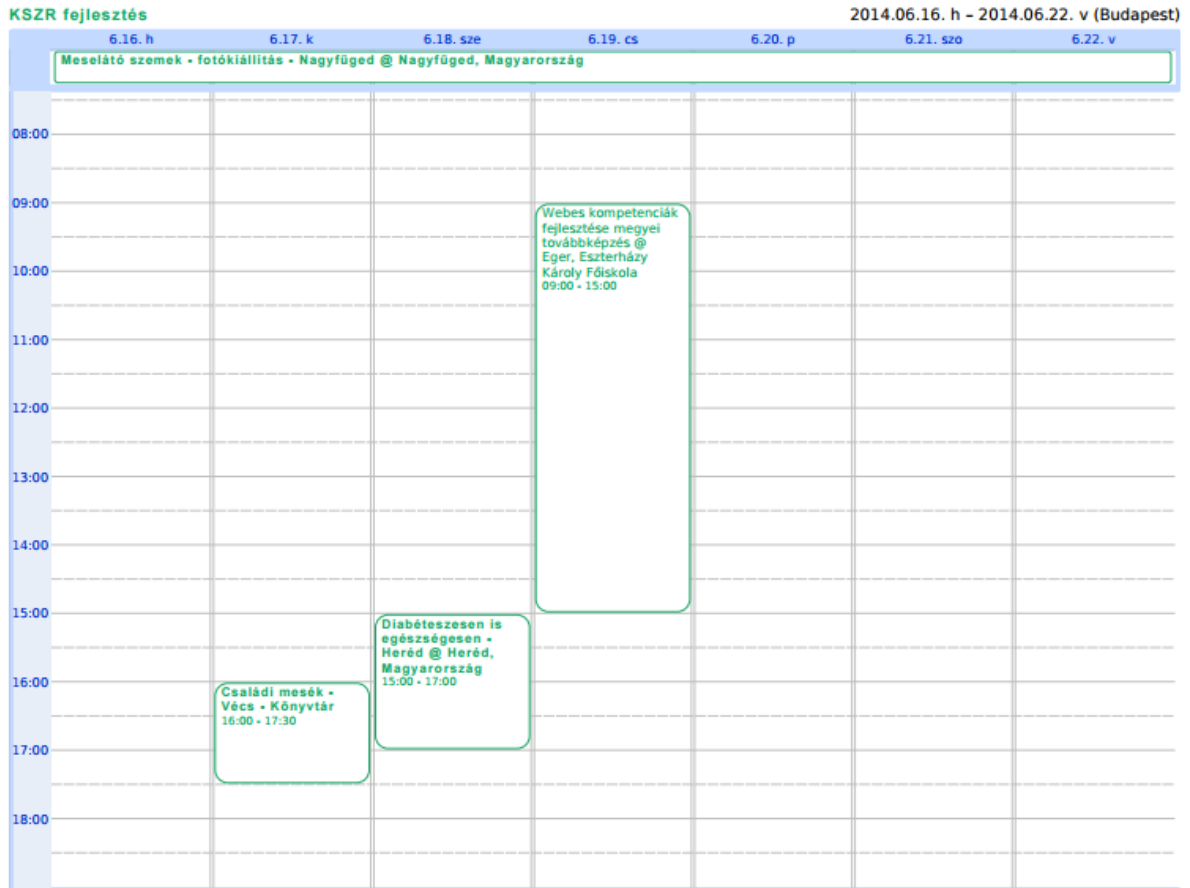 KSZR fejlesztés
2014.06.16. h – 2014.06.22. v (Budapest)
6.16. h
6.17. k
6.18. sze
6.19. cs
6.20. p
6.21. szo
6.22. v
Meselátó szemek - fotókiállítás - Nagyfüged @ Nagyfüged, Magyarország
08:00
09:00
Webes kompetenciák
fejlesztése megyei
továbbképzés @
Eger, Eszterházy
Károly Főiskola
09:00 - 15:00
10:00
11:00
12:00
13:00
14:00
15:00
Diabéteszesen is
egészségesen -
Heréd @ Heréd,
Magyarország
15:00 - 17:00
16:00
Családi mesék -
Vécs - Könyvtár
16:00 - 17:30
17:00
18:00